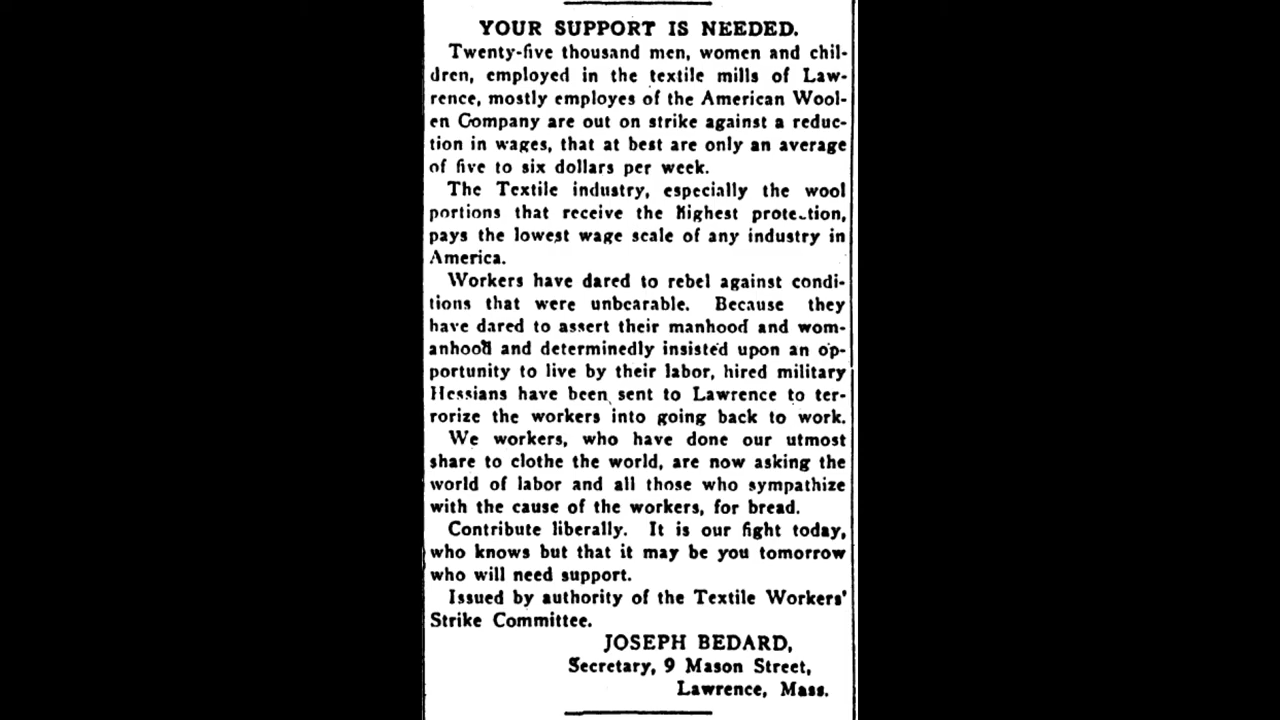 YOUR SUPPORT IS NEEDED.
Twenty-five thousand men, women and chil-
dren, employed in the textile mills of Law-
rence, mostly employes of the American Wool-
en Company are out on strike against a reduc-
tion in wages, that at best are only an average
of five to six dollars per week.
The Textile industry, especially the wool
portions that receive the highest protection,
pays the lowest wage scale of any industry in
America.
Workers have dared to rebel against condi-
tions that were unbearable. Because they
have dared to assert their manhood and wom-
anhood and determinedly insisted upon an op-
portunity to live by their labor, hired military
Hessians have been sent to Lawrence to ter-
rorize the workers into going back to work.
We workers, who have done our utmost
share to clothe the world, are now asking the
world of labor and all those who sympathize
with the cause of the workers, for bread.
Contribute liberally. It is our fight today,
who knows but that it may be you tomorrow
who will need support.
Issued by authority of the Textile Workers'
Strike Committee.
JOSEPH BEDARD,
Secretary, 9 Mason Street,
Lawrence, Mass.